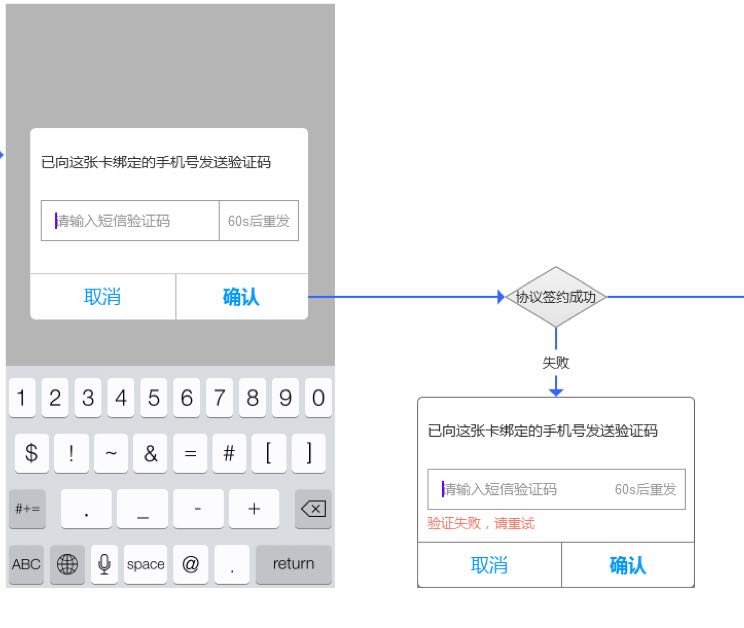 已向这张卡绑定的手机号发送验证码
请输入短信验证码 60s后重发
取消 确认
1 2 3 4 5 6 7 8 9 0
$ ! ~ & = # [ ]
#+= . _ - +
ABC space @ . return
协议签约成功
失败
已向这张卡绑定的手机号发送验证码
请输入短信验证码 60s后重发
验证失败，请重试
取消 确认